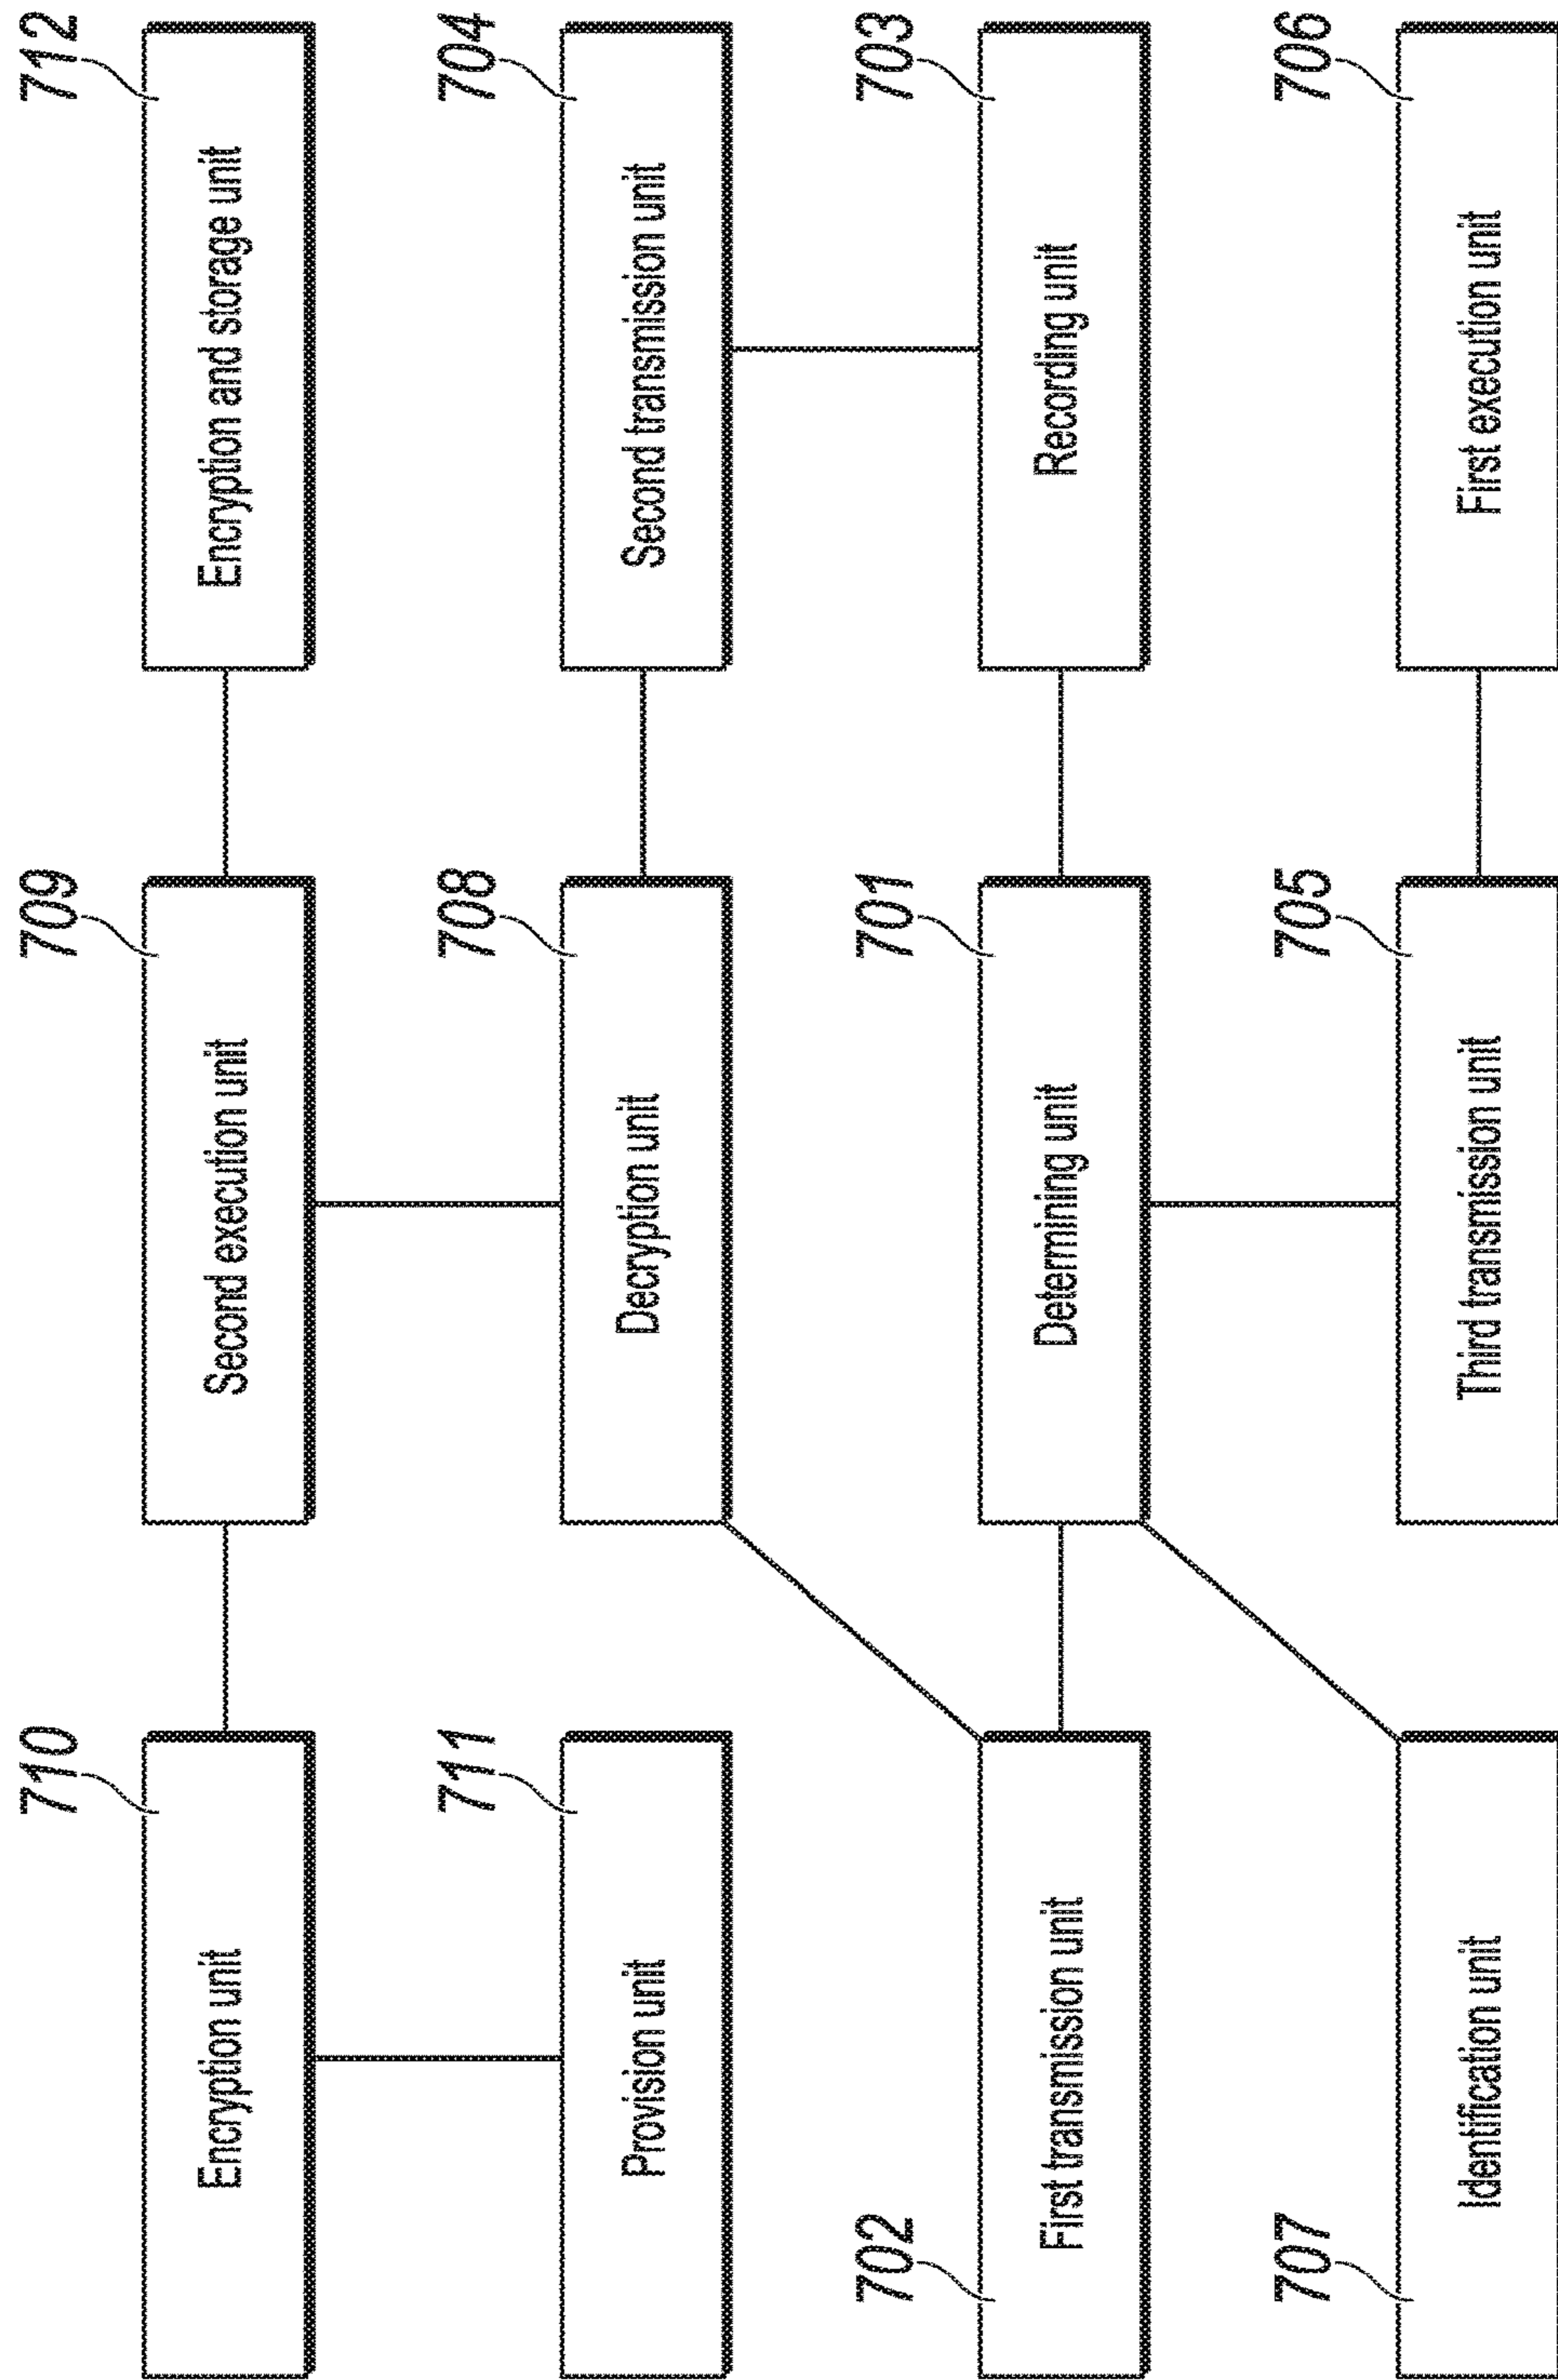 710
Encryption unit
709
Second execution unit
712
Encryption and storage unit
711
Provision unit
708
Decryption unit
704
Second transmission unit
702
First transmission unit
701
Determining unit
703
Recording unit
707
Identification unit
705
Third transmission unit
706
First execution unit